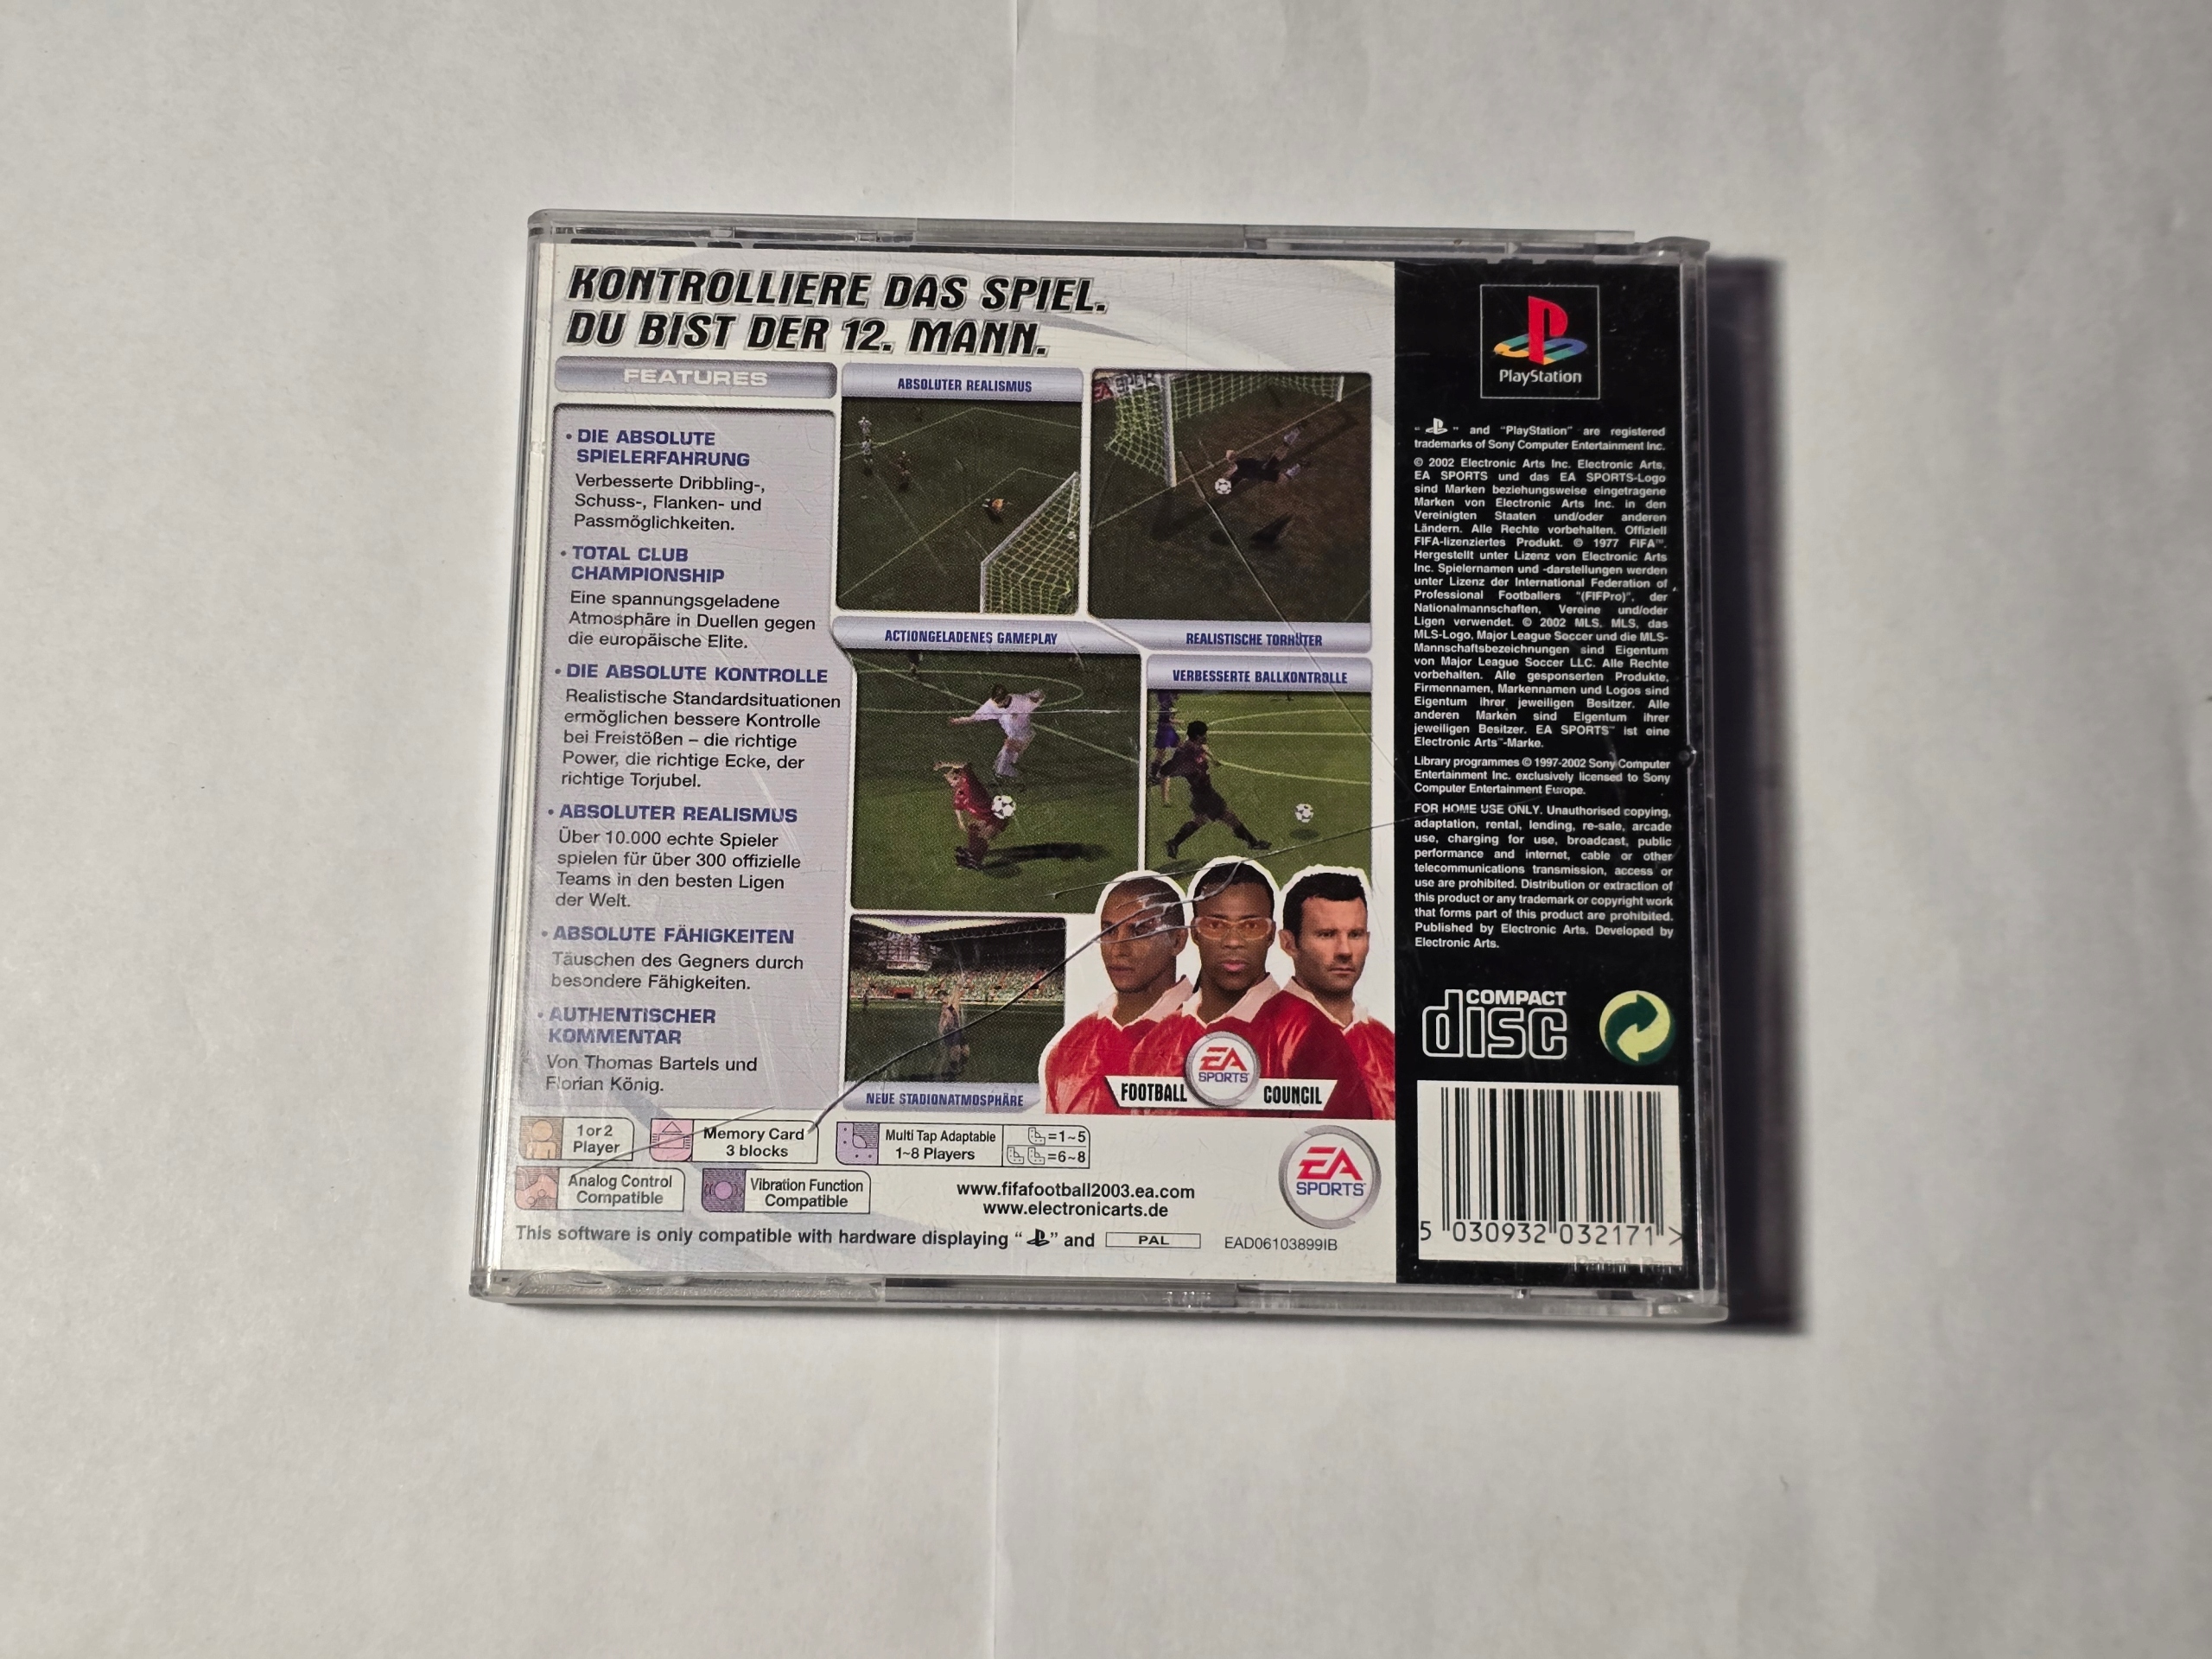 KONTROLLIERE DAS SPIEL.
DU BIST DER 12. MANN.
FEATURES
• DIE ABSOLUTE
SPIELERFAHRUNG
Verbesserte Dribbling-,
Schuss-, Flanken- und
Passmöglichkeiten.
• TOTAL CLUB
CHAMPIONSHIP
Eine spannungsgeladene
Atmosphäre in Duellen gegen
die europäische Elite.
• DIE ABSOLUTE KONTROLLE
Realistische Standardsituationen
ermöglichen bessere Kontrolle
bei Freistößen – die richtige
Power, die richtige Ecke, der
richtige Torjubel.
• ABSOLUTER REALISMUS
Über 10.000 echte Spieler
spielen für über 300 offizielle
Teams in den besten Ligen
der Welt.
• ABSOLUTE FÄHIGKEITEN
Täuschen des Gegners durch
besondere Fähigkeiten.
• AUTHENTISCHER
KOMMENTAR
Von Thomas Bartels und
Florian König.
ABSOLUTER REALISMUS
EA SPORTS
ACTIONGELADENES GAMEPLAY
REALISTISCHE TORHÜTER
VERBESSERTE BALLKONTROLLE
NEUE STADIONATMOSPHÄRE
FOOTBALL EA SPORTS COUNCIL
1 or 2
Player
Memory Card
3 blocks
Multi Tap Adaptable
1~8 Players
=1~5
=6~8
Analog Control
Compatible
Vibration Function
Compatible
www.fifafootball2003.ea.com
www.electronicarts.de
EA
SPORTS™
This software is only compatible with hardware displaying “ ” and PAL
EAD06103899IB
PlayStation
“ ” and “PlayStation” are registered
trademarks of Sony Computer Entertainment Inc.
© 2002 Electronic Arts Inc. Electronic Arts,
EA SPORTS und das EA SPORTS-Logo
sind Marken beziehungsweise eingetragene
Marken von Electronic Arts Inc. in den
Vereinigten Staaten und/oder anderen
Ländern. Alle Rechte vorbehalten. Offiziell
FIFA-lizenziertes Produkt. © 1977 FIFA™.
Hergestellt unter Lizenz von Electronic Arts
Inc. Spielernamen und -darstellungen werden
unter Lizenz der International Federation of
Professional Footballers "(FIFPro)", der
Nationalmannschaften, Vereine und/oder
Ligen verwendet. © 2002 MLS. MLS, das
MLS-Logo, Major League Soccer und die MLS-
Mannschaftsbezeichnungen sind Eigentum
von Major League Soccer LLC. Alle Rechte
vorbehalten. Alle gesponserten Produkte,
Firmennamen, Markennamen und Logos sind
Eigentum ihrer jeweiligen Besitzer. Alle
anderen Marken sind Eigentum ihrer
jeweiligen Besitzer. EA SPORTS™ ist eine
Electronic Arts™-Marke.
Library programmes © 1997-2002 Sony Computer
Entertainment Inc. exclusively licensed to Sony
Computer Entertainment Europe.
FOR HOME USE ONLY. Unauthorised copying,
adaptation, rental, lending, re-sale, arcade
use, charging for use, broadcast, public
performance and internet, cable or other
telecommunications transmission, access or
use are prohibited. Distribution or extraction of
this product or any trademark or copyright work
that forms part of this product are prohibited.
Published by Electronic Arts. Developed by
Electronic Arts.
COMPACT
disc
5 030932 032171 >